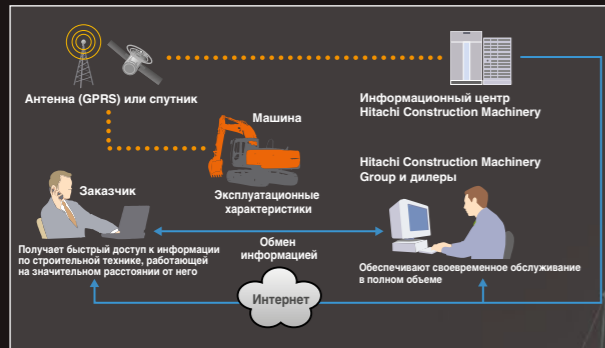 Антенна (GPRS) или спутник
Информационный центр
Hitachi Construction Machinery
Машина
Эксплуатационные
характеристики
Hitachi Construction Machinery
Group и дилеры
Заказчик
Получает быстрый доступ к информации
по строительной технике, работающей
на значительном расстоянии от него
Обмен
информацией
Обеспечивают своевременное обслуживание
в полном объеме
Интернет